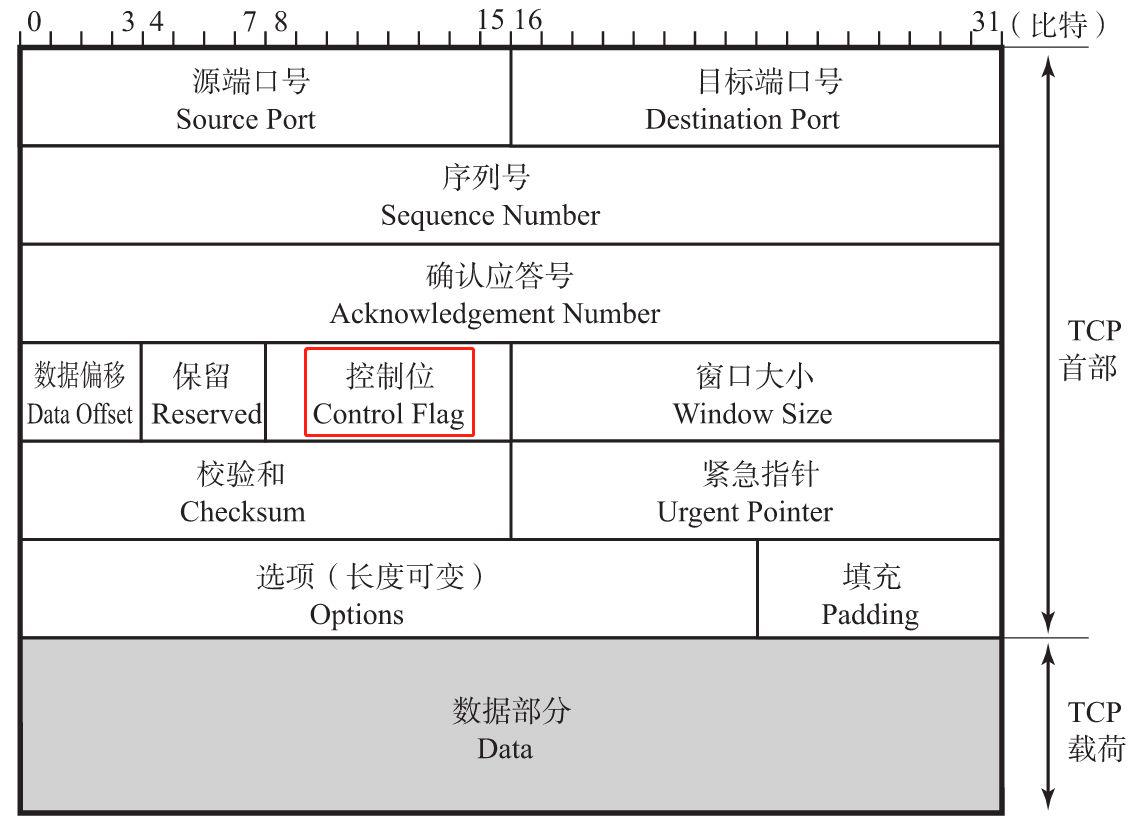 0 3 4 7 8 15 16 31 (比特)
源端口号
Source Port
目标端口号
Destination Port
序列号
Sequence Number
确认应答号
Acknowledgement Number
数据偏移
Data Offset
保留
Reserved
控制位
Control Flag
窗口大小
Window Size
校验和
Checksum
紧急指针
Urgent Pointer
选项（长度可变）
Options
填充
Padding
TCP
首部
数据部分
Data
TCP
载荷